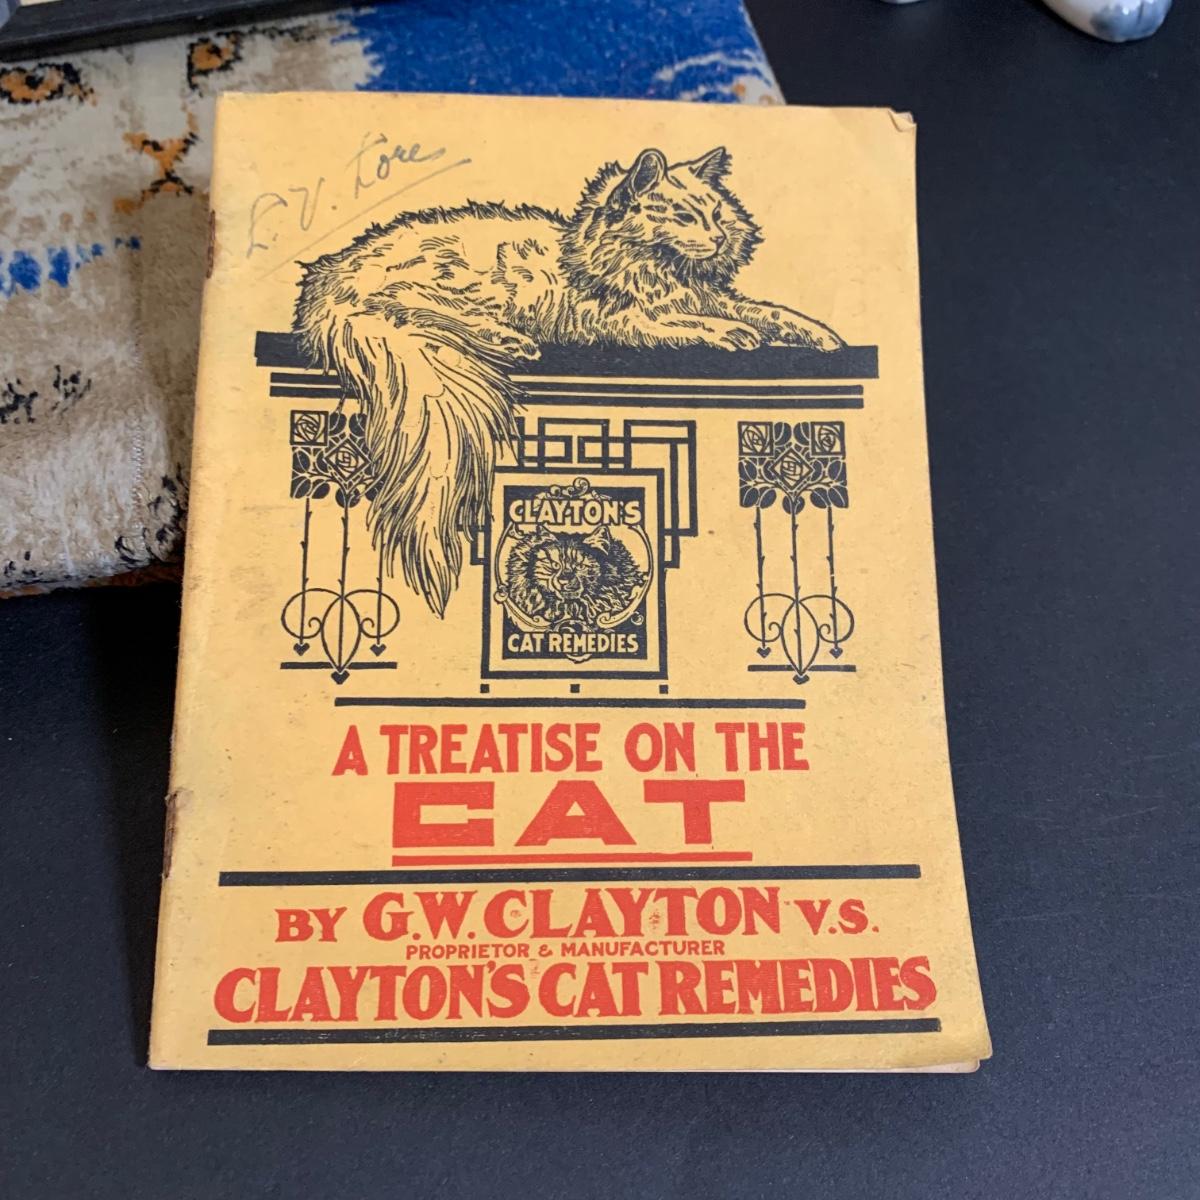 CLAYTON'S
CAT REMEDIES
A TREATISE ON THE
CAT
BY G.W. CLAYTON V.S.
PROPRIETOR & MANUFACTURER
CLAYTON'S CAT REMEDIES